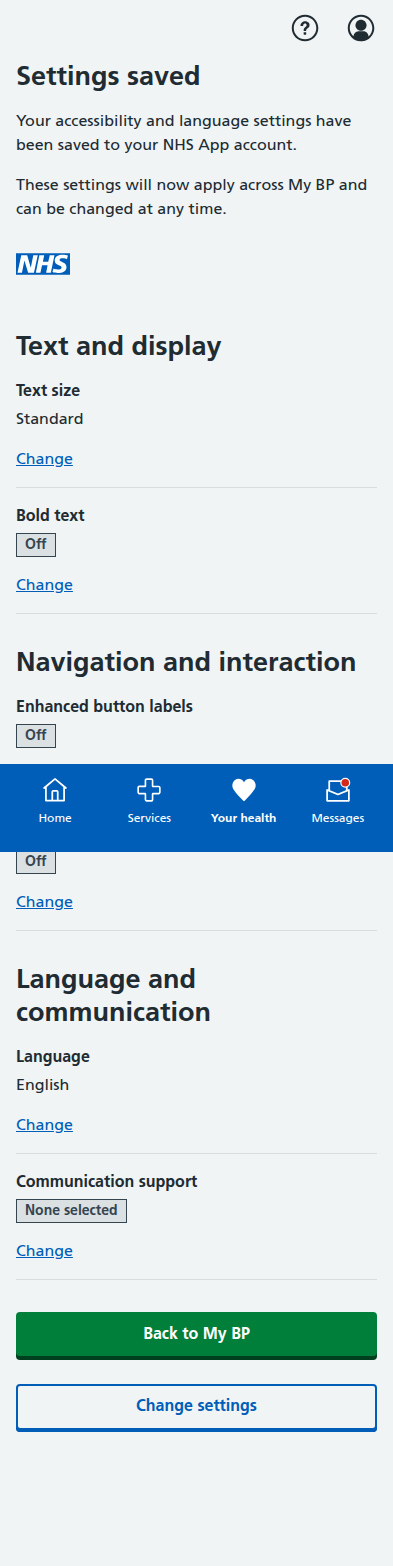 ?
Settings saved
Your accessibility and language settings have
been saved to your NHS App account.
These settings will now apply across My BP and
can be changed at any time.
NHS
Text and display
Text size
Standard
Change
Bold text
Off
Change
Navigation and interaction
Enhanced button labels
Off
Home
Services
Your health
Messages
Off
Change
Language and
communication
Language
English
Change
Communication support
None selected
Change
Back to My BP
Change settings